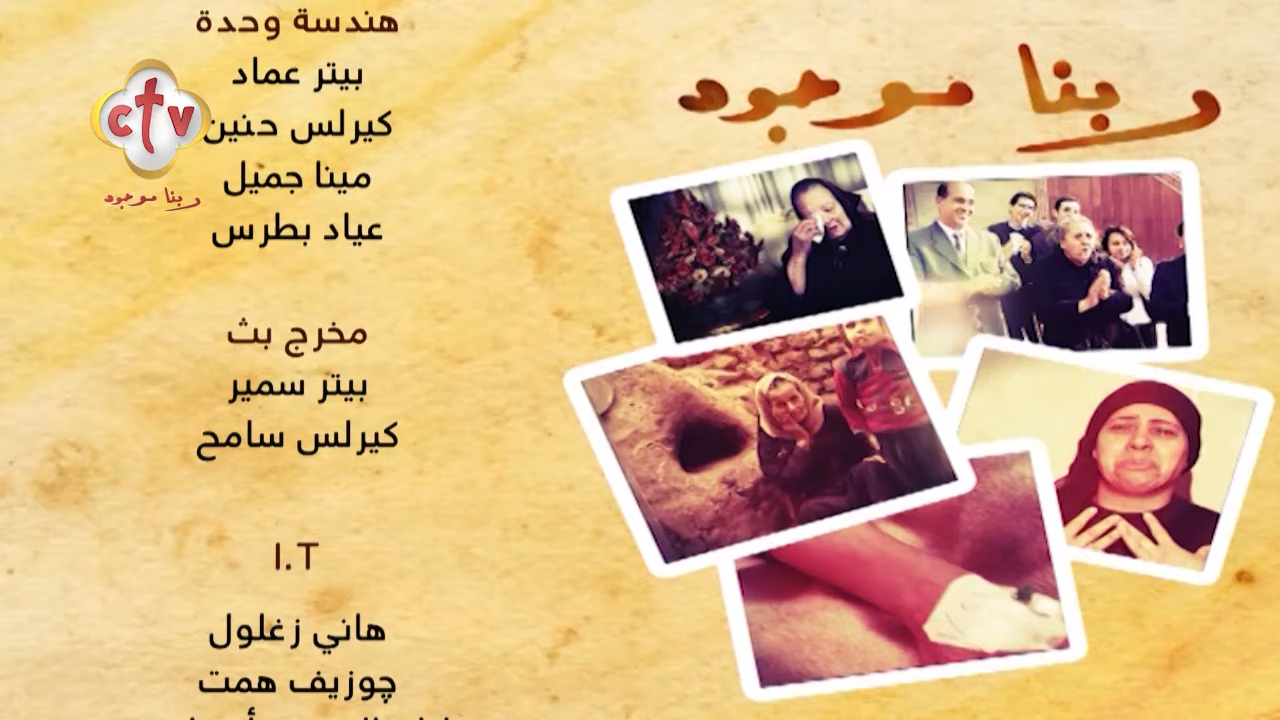 هندسة وحدة
بيتر عماد
كيرلس حنين
مينا جميل
عياد بطرس
مخرج بث
بيتر سمير
كيرلس سامح
I.T
هاني زغلول
چوزيف همت
ربنا موجود
ctv
ربنا موجود